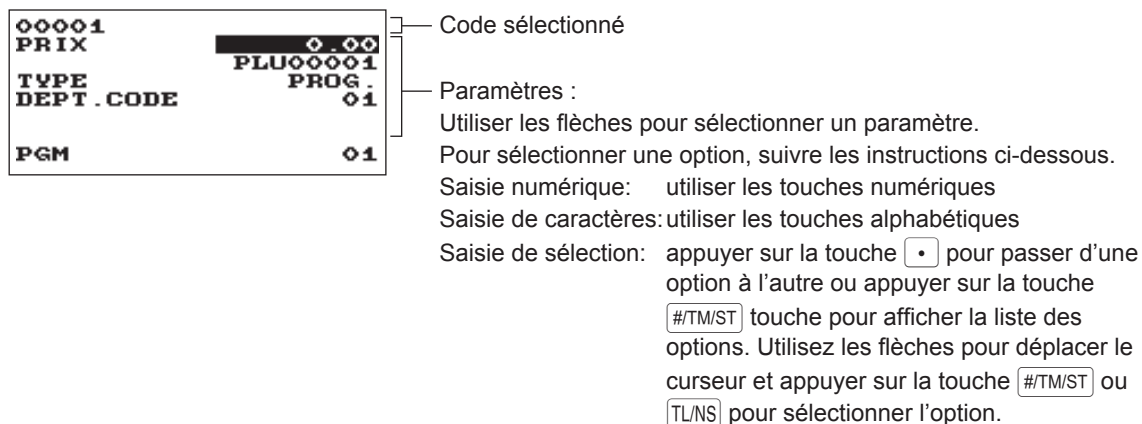 00001
PRIX 0.00
PLU00001
TYPE PROG.
DEPT.CODE 01
PGM 01
Code sélectionné
Paramètres :
Utiliser les flèches pour sélectionner un paramètre.
Pour sélectionner une option, suivre les instructions ci-dessous.
Saisie numérique: utiliser les touches numériques
Saisie de caractères: utiliser les touches alphabétiques
Saisie de sélection: appuyer sur la touche • pour passer d’une
option à l’autre ou appuyer sur la touche
#/TM/ST touche pour afficher la liste des
options. Utilisez les flèches pour déplacer le
curseur et appuyer sur la touche #/TM/ST ou
TL/NS pour sélectionner l’option.